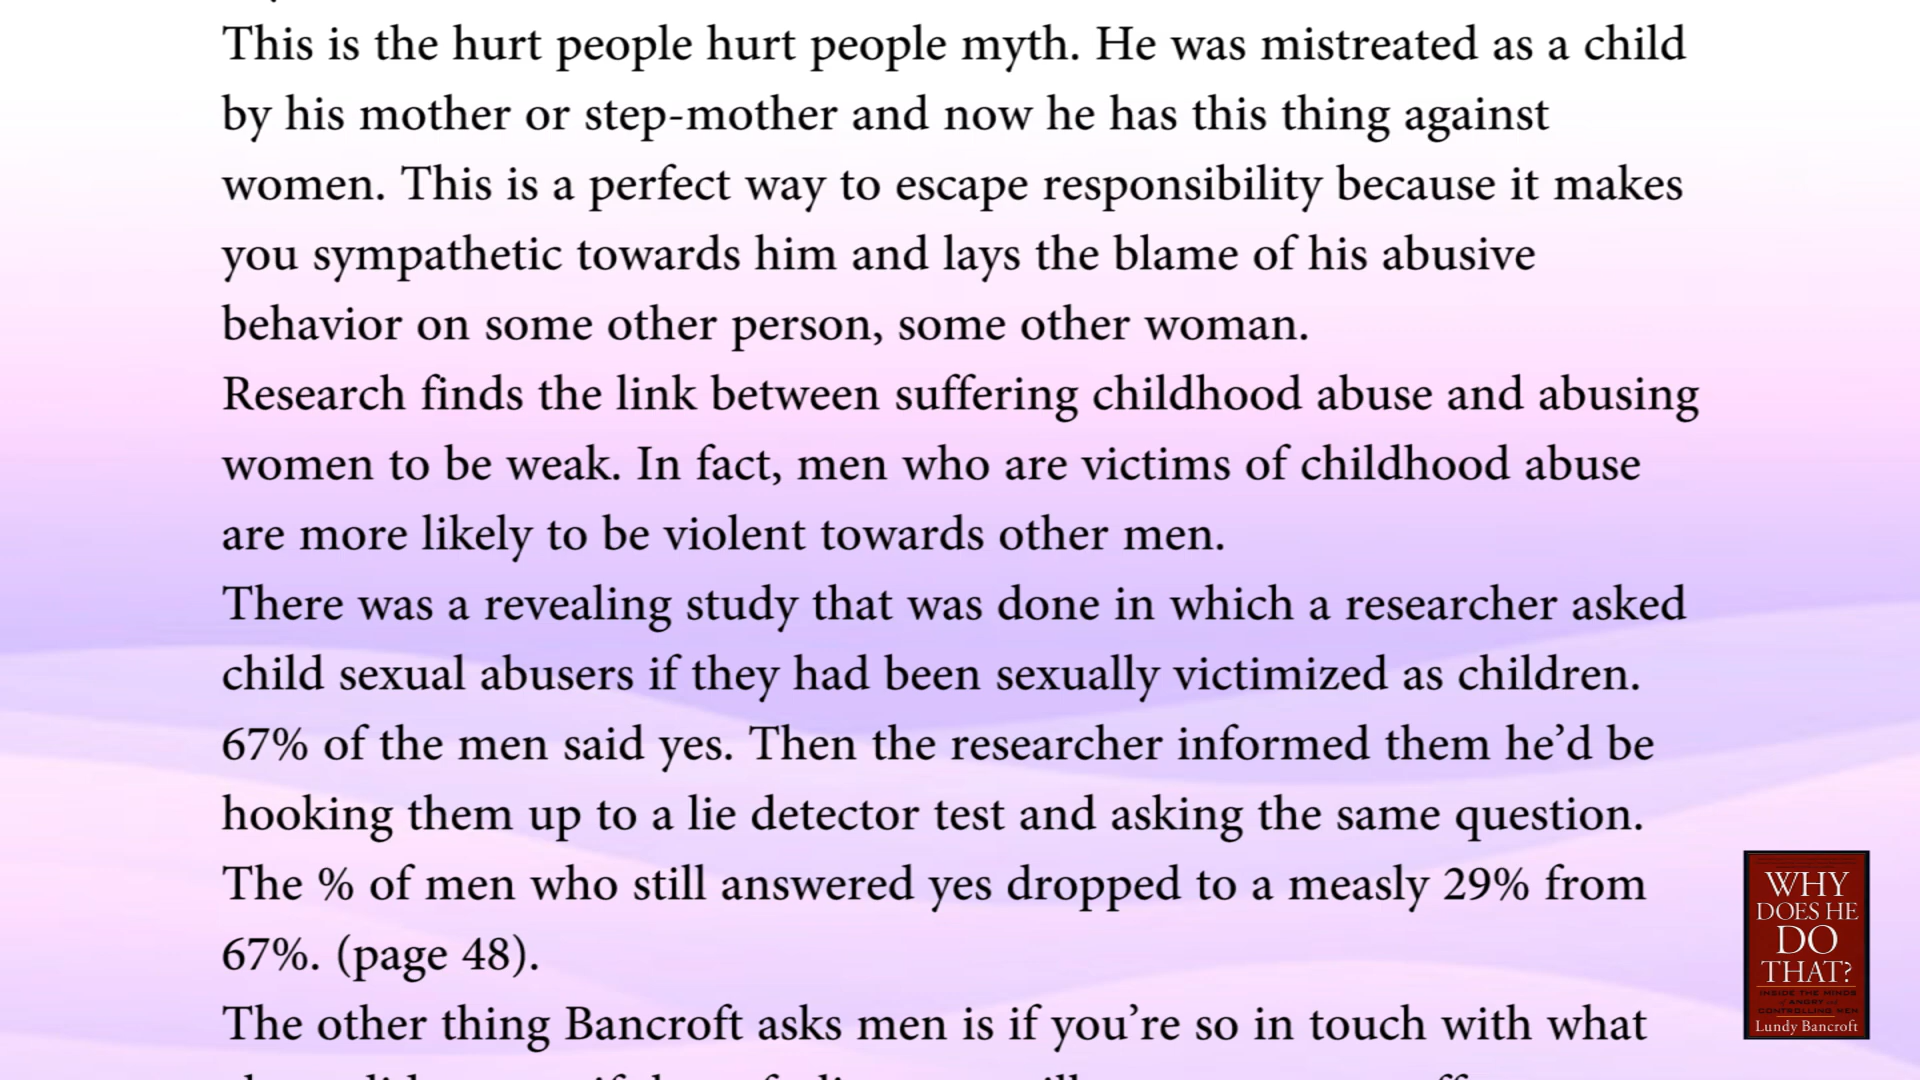 This is the hurt people hurt people myth. He was mistreated as a child
by his mother or step-mother and now he has this thing against
women. This is a perfect way to escape responsibility because it makes
you sympathetic towards him and lays the blame of his abusive
behavior on some other person, some other woman.
Research finds the link between suffering childhood abuse and abusing
women to be weak. In fact, men who are victims of childhood abuse
are more likely to be violent towards other men.
There was a revealing study that was done in which a researcher asked
child sexual abusers if they had been sexually victimized as children.
67% of the men said yes. Then the researcher informed them he’d be
hooking them up to a lie detector test and asking the same question.
The % of men who still answered yes dropped to a measly 29% from
67%. (page 48).
The other thing Bancroft asks men is if you’re so in touch with what
WHY
DOES HE
DO
THAT?
INSIDE THE MINDS
of ANGRY and
CONTROLLING MEN
Lundy Bancroft